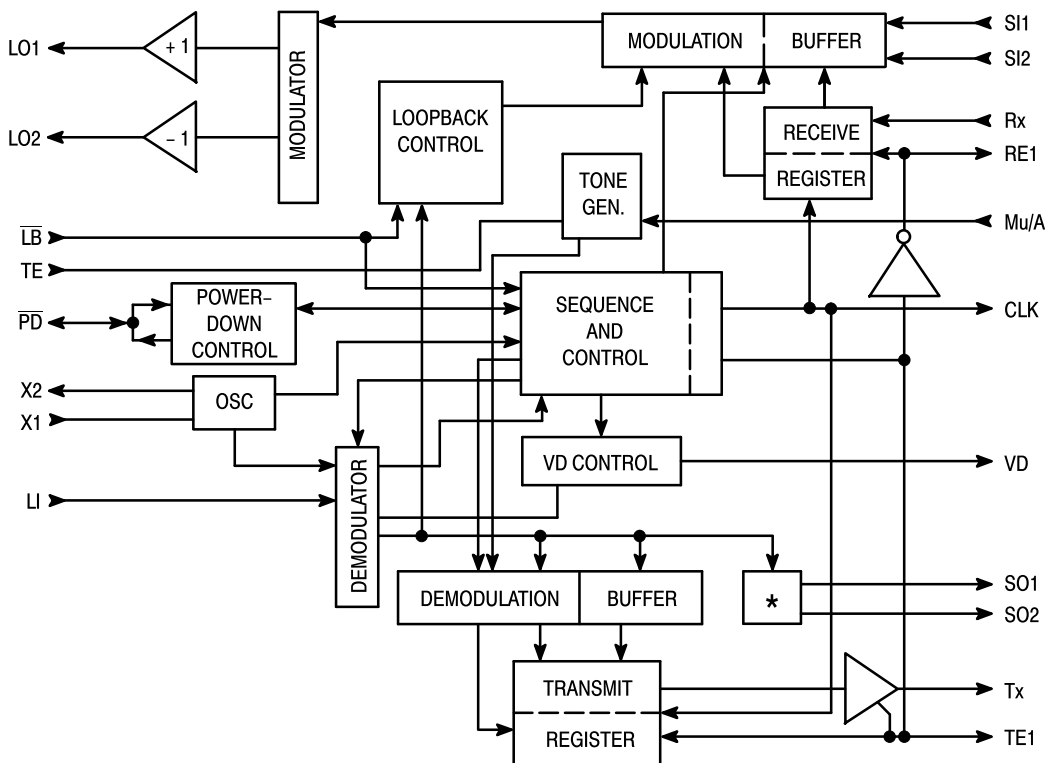 LO1
+ 1
MODULATOR
MODULATION
BUFFER
SI1
SI2
LO2
– 1
LOOPBACK
CONTROL
RECEIVE
REGISTER
Rx
RE1
TONE
GEN.
Mu/A
LB
TE
PD
POWER–
DOWN
CONTROL
SEQUENCE
AND
CONTROL
CLK
X2
X1
OSC
LI
DEMODULATOR
VD CONTROL
VD
DEMODULATION
BUFFER
*
SO1
SO2
TRANSMIT
REGISTER
Tx
TE1